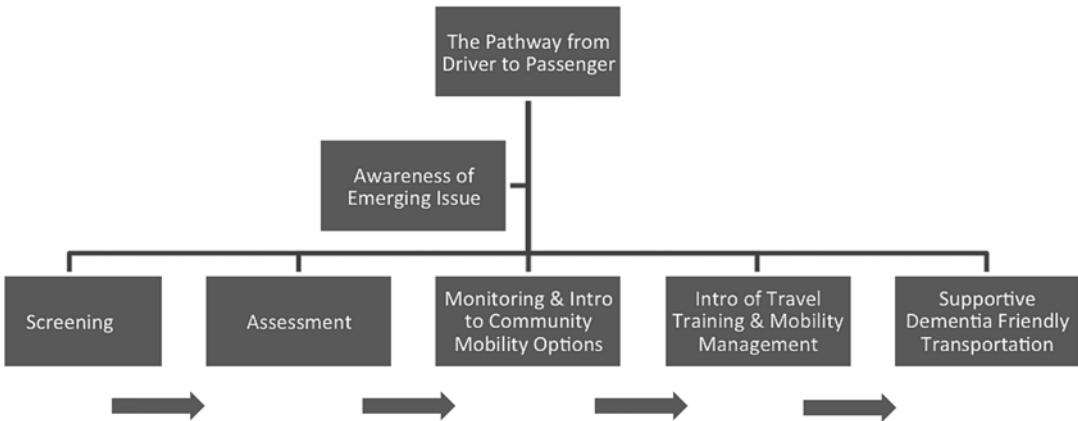 The Pathway from
Driver to Passenger
Awareness of
Emerging Issue
Screening
Assessment
Monitoring & Intro
to Community
Mobility Options
Intro of Travel
Training & Mobility
Management
Supportive
Dementia Friendly
Transportation